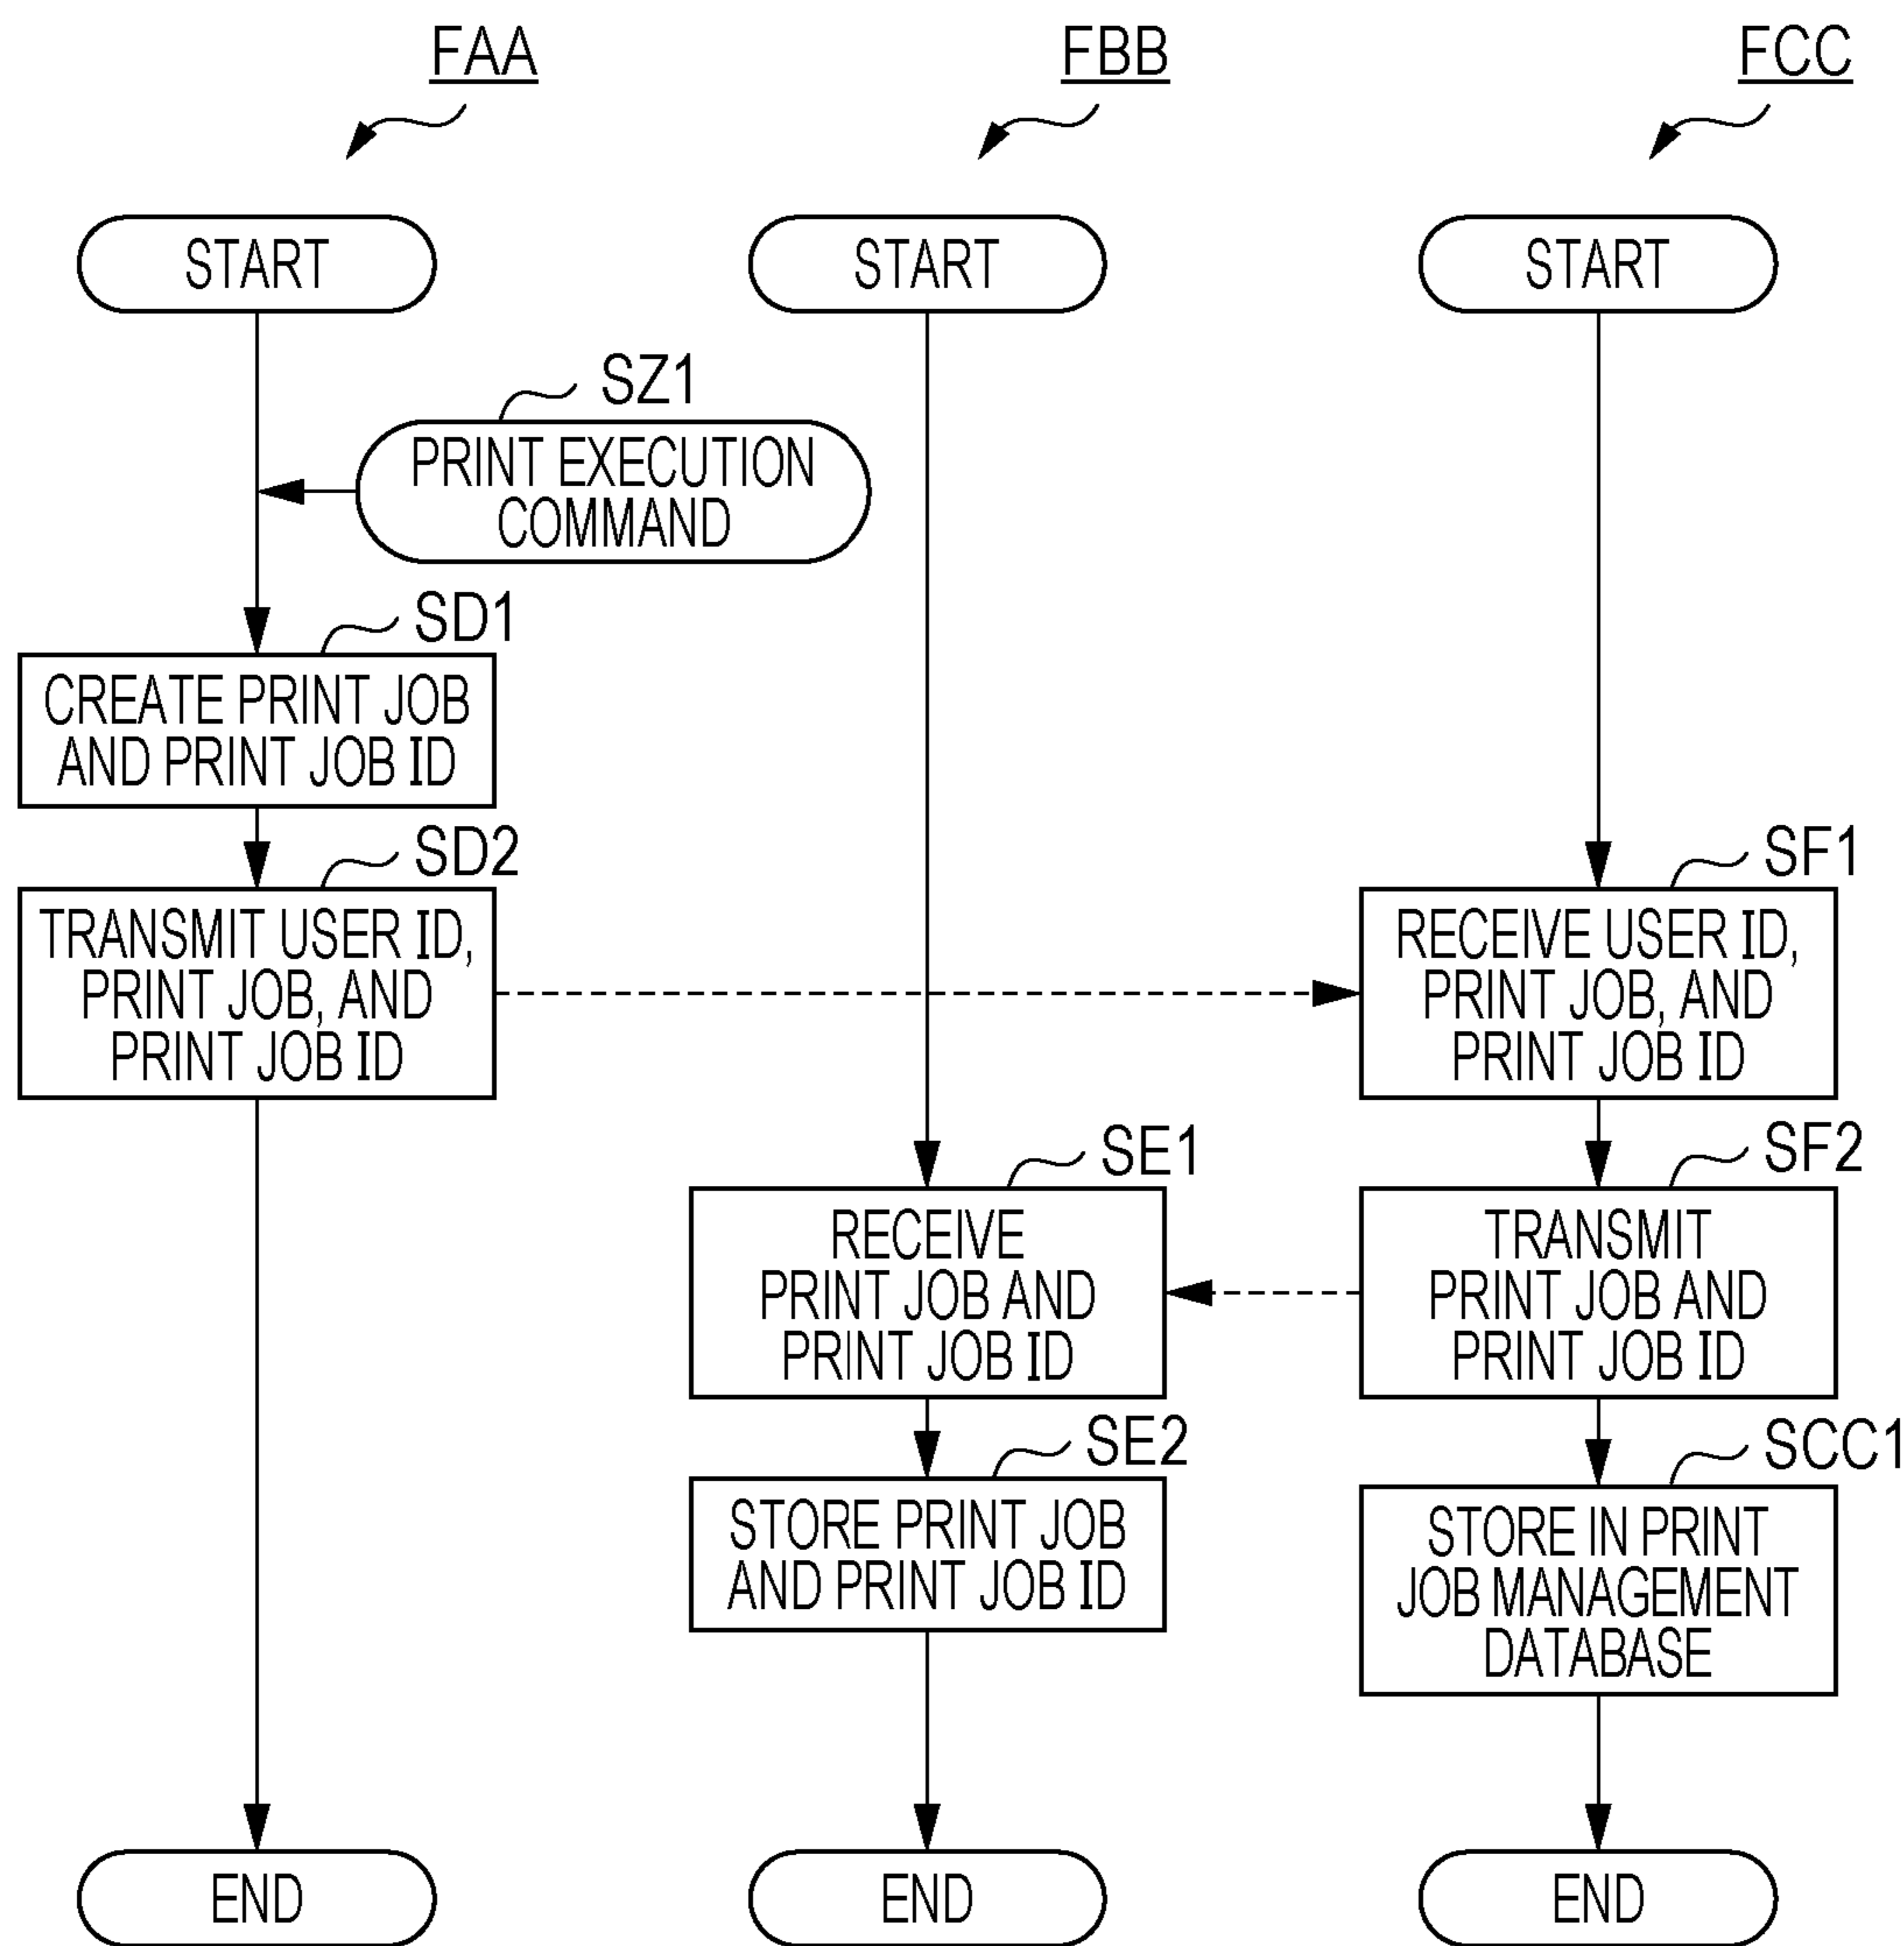 FAA
FBB
FCC
START
START
START
SZ1
PRINT EXECUTION
COMMAND
SD1
CREATE PRINT JOB
AND PRINT JOB ID
SD2
TRANSMIT USER ID,
PRINT JOB, AND
PRINT JOB ID
SF1
RECEIVE USER ID,
PRINT JOB, AND
PRINT JOB ID
SE1
RECEIVE
PRINT JOB AND
PRINT JOB ID
SF2
TRANSMIT
PRINT JOB AND
PRINT JOB ID
SE2
STORE PRINT JOB
AND PRINT JOB ID
SCC1
STORE IN PRINT
JOB MANAGEMENT
DATABASE
END
END
END